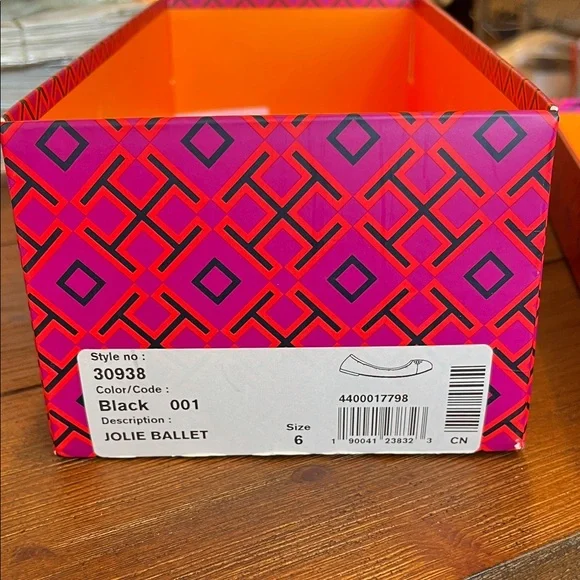 Style no :
30938
Color/Code :
Black 001
Description :
JOLIE BALLET
Size
6
4400017798
1 90041 23832 3
CN